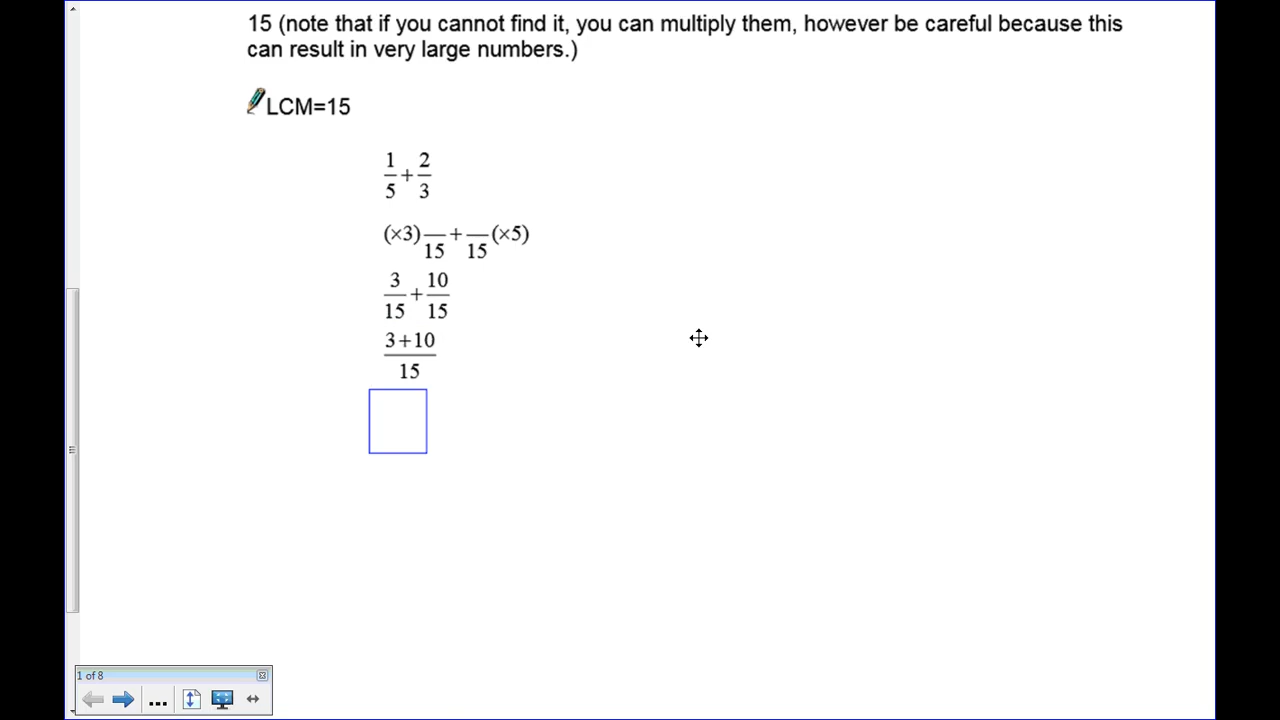 15 (note that if you cannot find it, you can multiply them, however be careful because this
can result in very large numbers.)
LCM=15
1/5 + 2/3
(×3) __/15 + __/15 (×5)
3/15 + 10/15
3+10/15
1 of 8
...